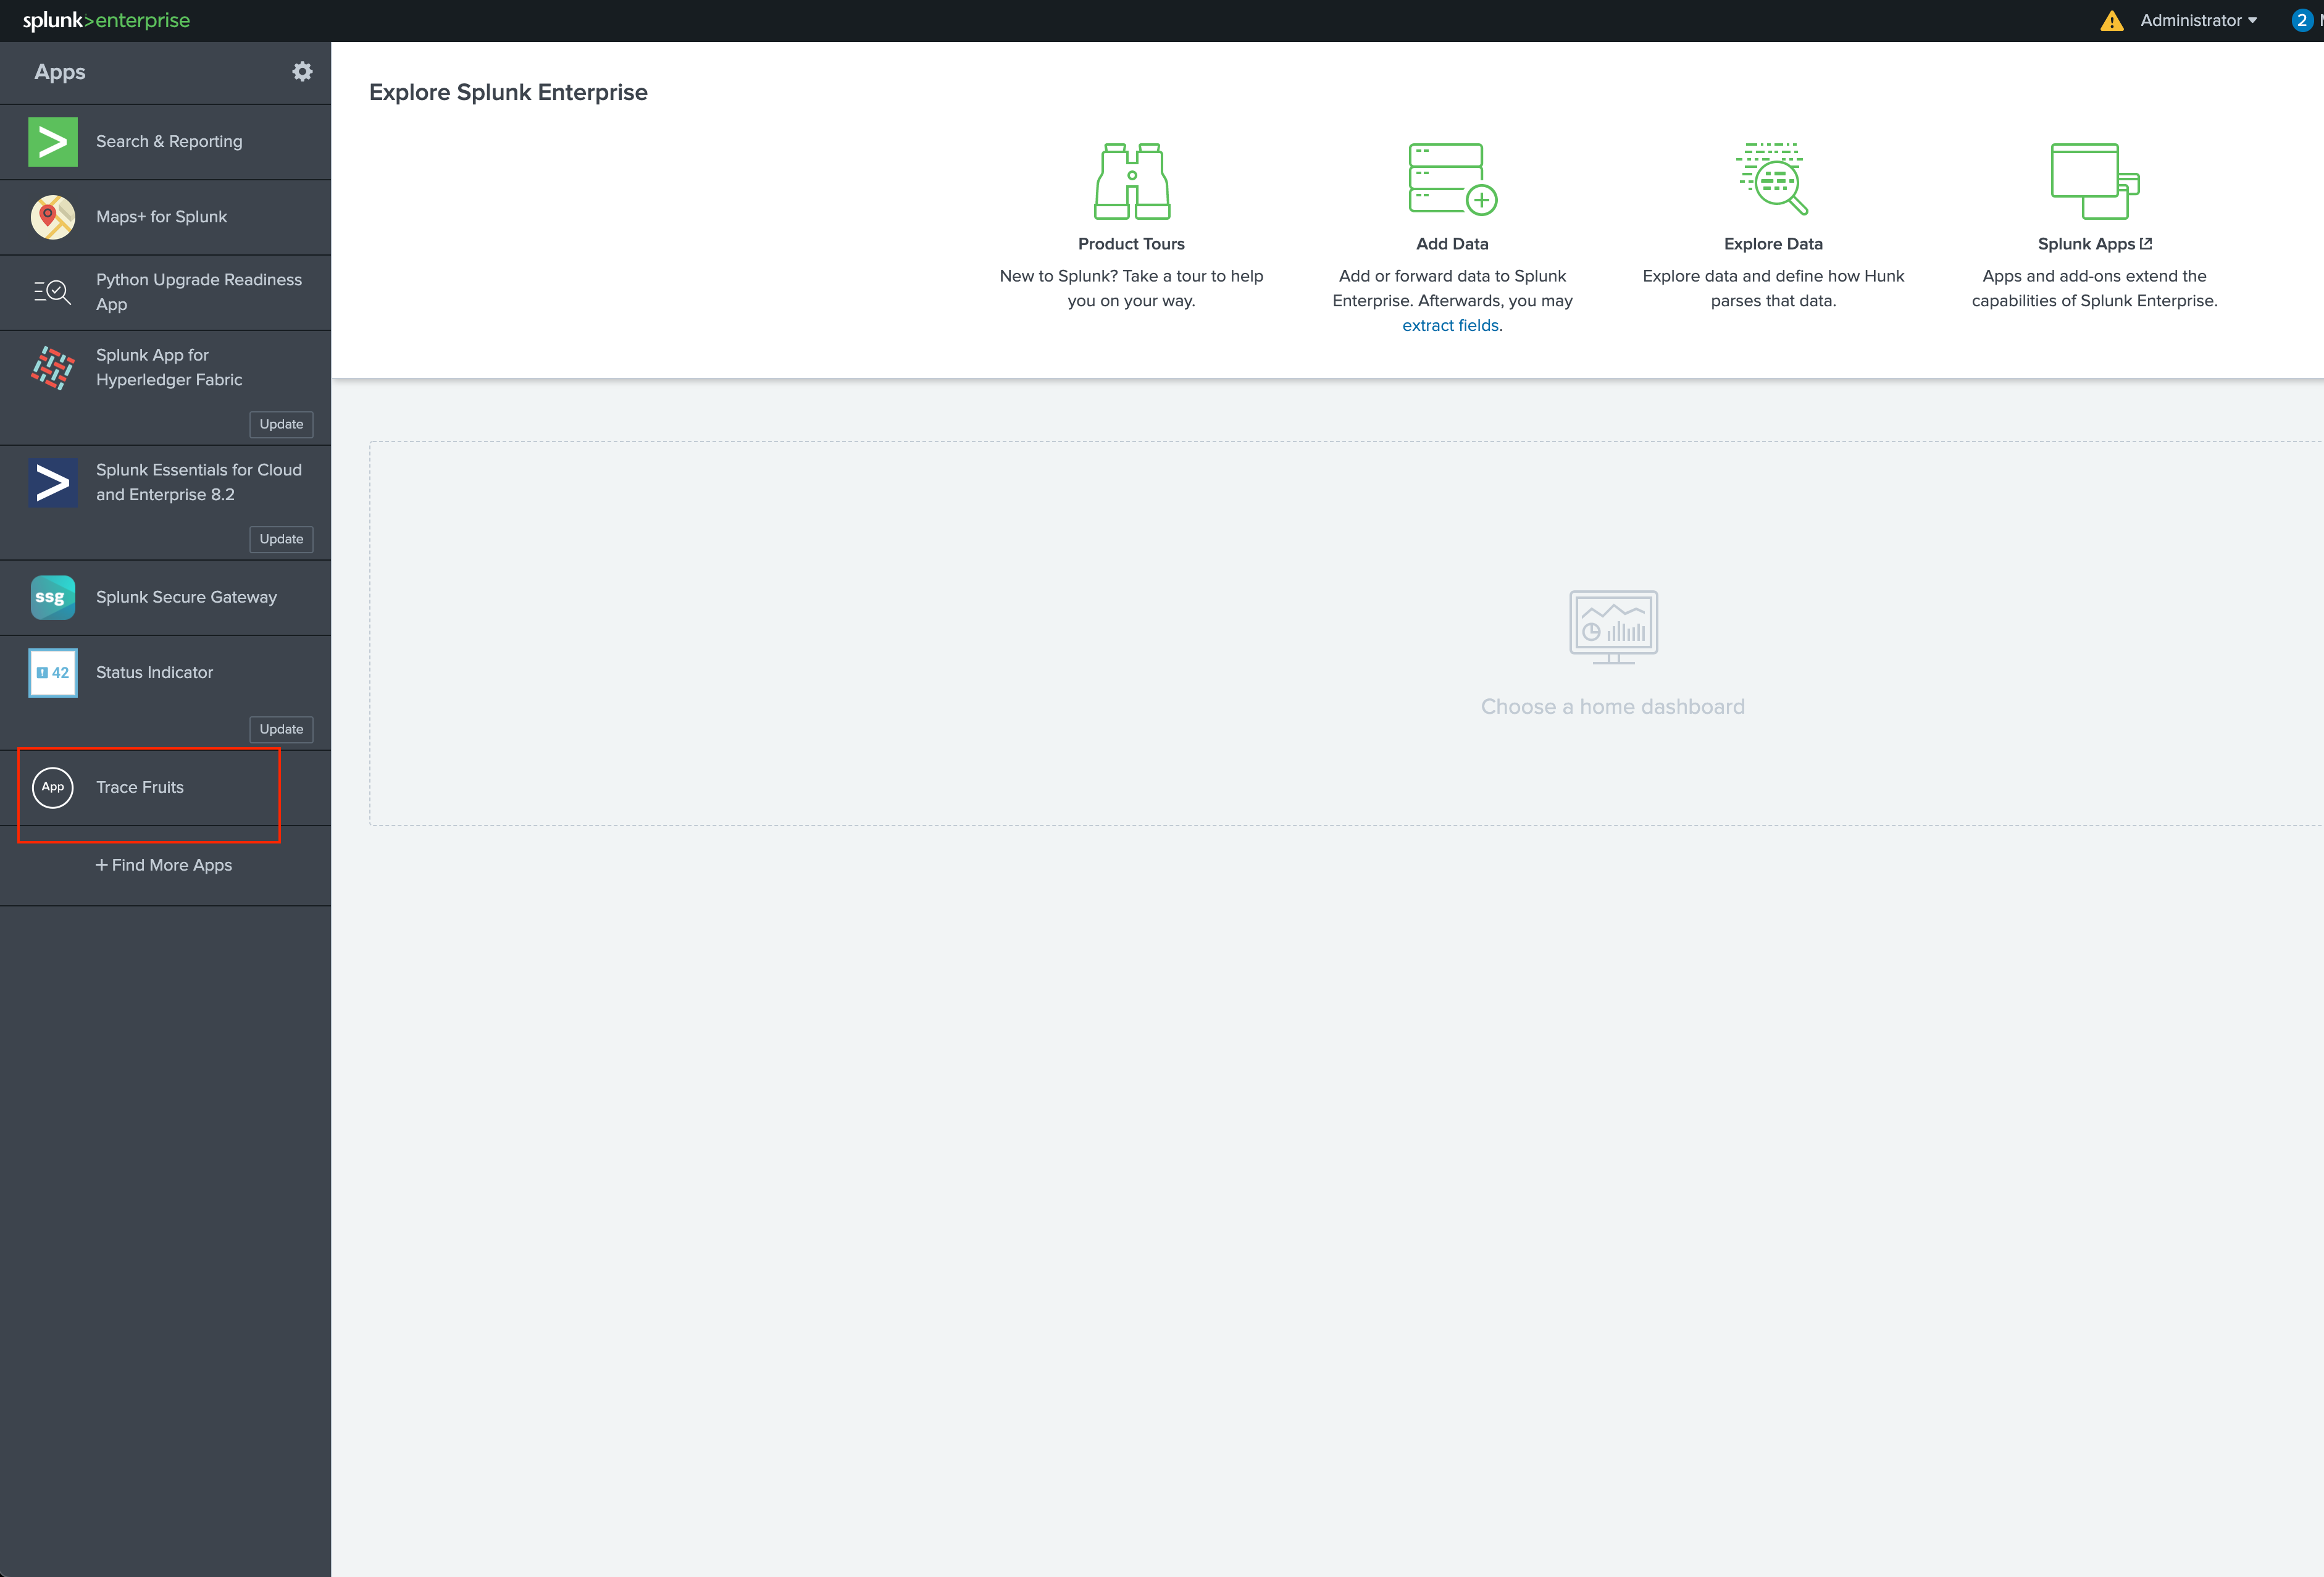 splunk>enterprise
Administrator
2
Apps
Search & Reporting
Maps+ for Splunk
Python Upgrade Readiness
App
Splunk App for
Hyperledger Fabric
Update
Splunk Essentials for Cloud
and Enterprise 8.2
Update
ssg
Splunk Secure Gateway
42
Status Indicator
Update
App
Trace Fruits
+ Find More Apps
Explore Splunk Enterprise
Product Tours
New to Splunk? Take a tour to help
you on your way.
Add Data
Add or forward data to Splunk
Enterprise. Afterwards, you may
extract fields.
Explore Data
Explore data and define how Hunk
parses that data.
Splunk Apps
Apps and add-ons extend the
capabilities of Splunk Enterprise.
Choose a home dashboard